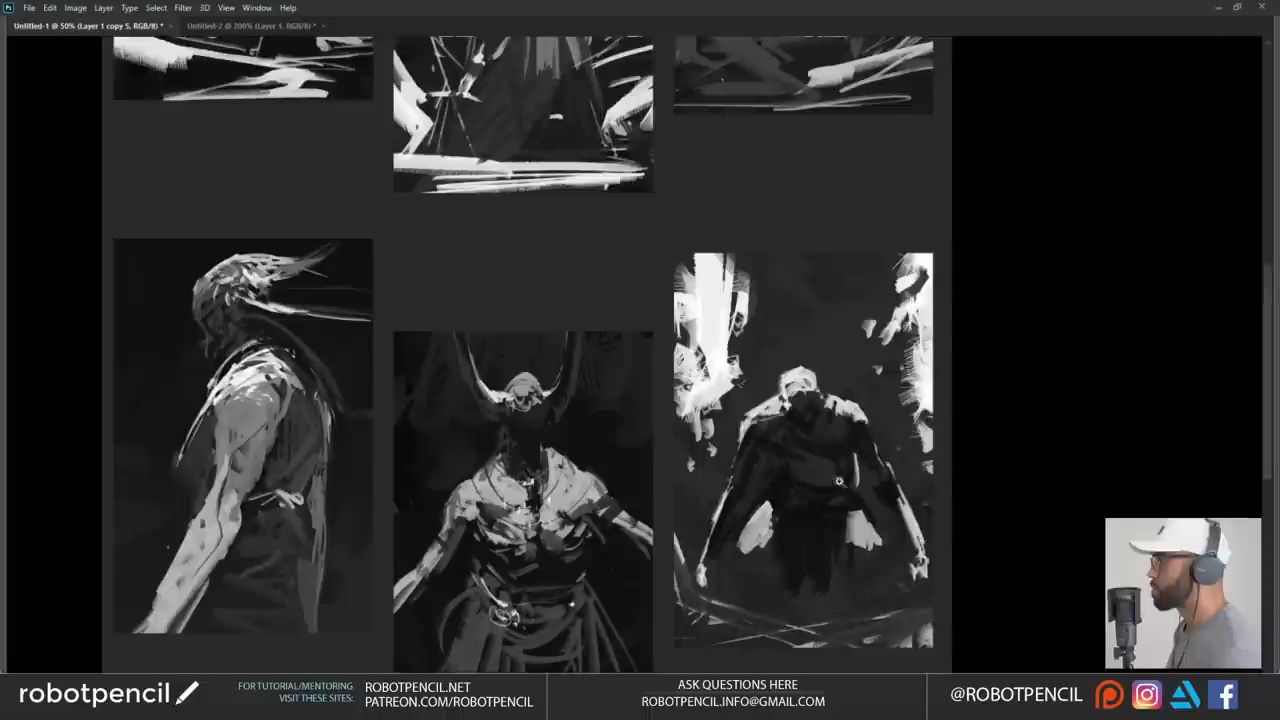 Ps File Edit Image Layer Type Select Filter 3D View Window Help
Untitled-1 @ 50% (Layer 1 copy 5, RGB/8) * × Untitled-2 @ 200% (Layer 1, RGB/8) * ×
robotpencil
FOR TUTORIAL/MENTORING
VISIT THESE SITES:
ROBOTPENCIL.NET
PATREON.COM/ROBOTPENCIL
ASK QUESTIONS HERE
ROBOTPENCIL.INFO@GMAIL.COM
@ROBOTPENCIL